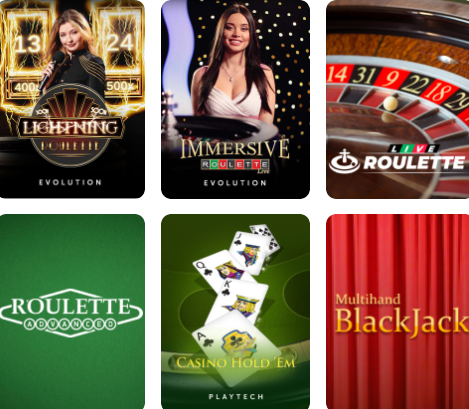 13
24
400x
500x
LIGHTNING
ROULETTE
EVOLUTION
IMMERSIVE
ROULETTE
Live
EVOLUTION
14 31 9 22 18 29
LIVE
ROULETTE
ROULETTE
ADVANCED
J
Q
K
A
CASINO HOLD 'EM
PLAYTECH
Multihand
BlackJack